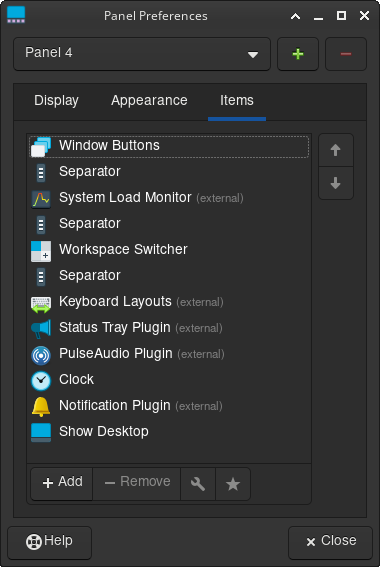 Panel Preferences
Panel 4
Display Appearance Items
Window Buttons
Separator
System Load Monitor (external)
Separator
Workspace Switcher
Separator
Keyboard Layouts (external)
Status Tray Plugin (external)
PulseAudio Plugin (external)
Clock
Notification Plugin (external)
Show Desktop
Add Remove
Help Close